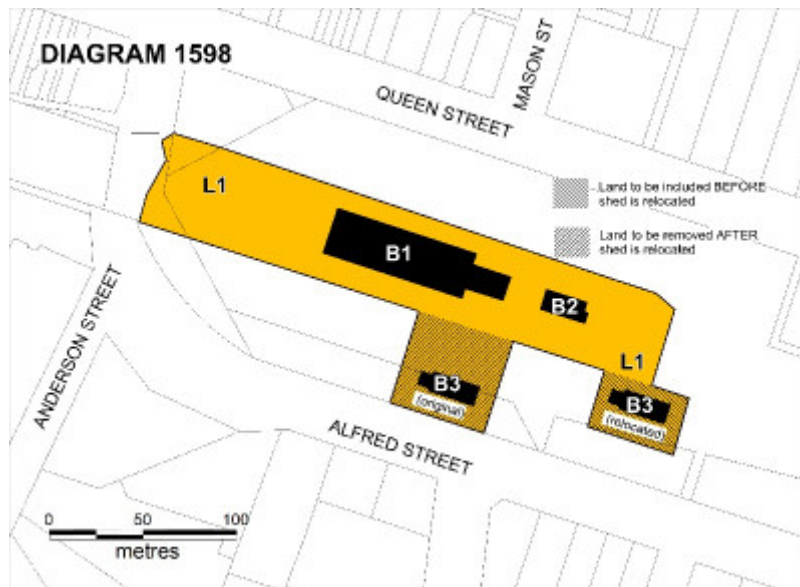 DIAGRAM 1598
QUEEN STREET
MASON ST
L1
Land to be included BEFORE
shed is relocated
Land to be removed AFTER
shed is relocated
B1
B2
ANDERSON STREET
L1
B3
(original)
B3
(relocated)
ALFRED STREET
0 50 100
metres